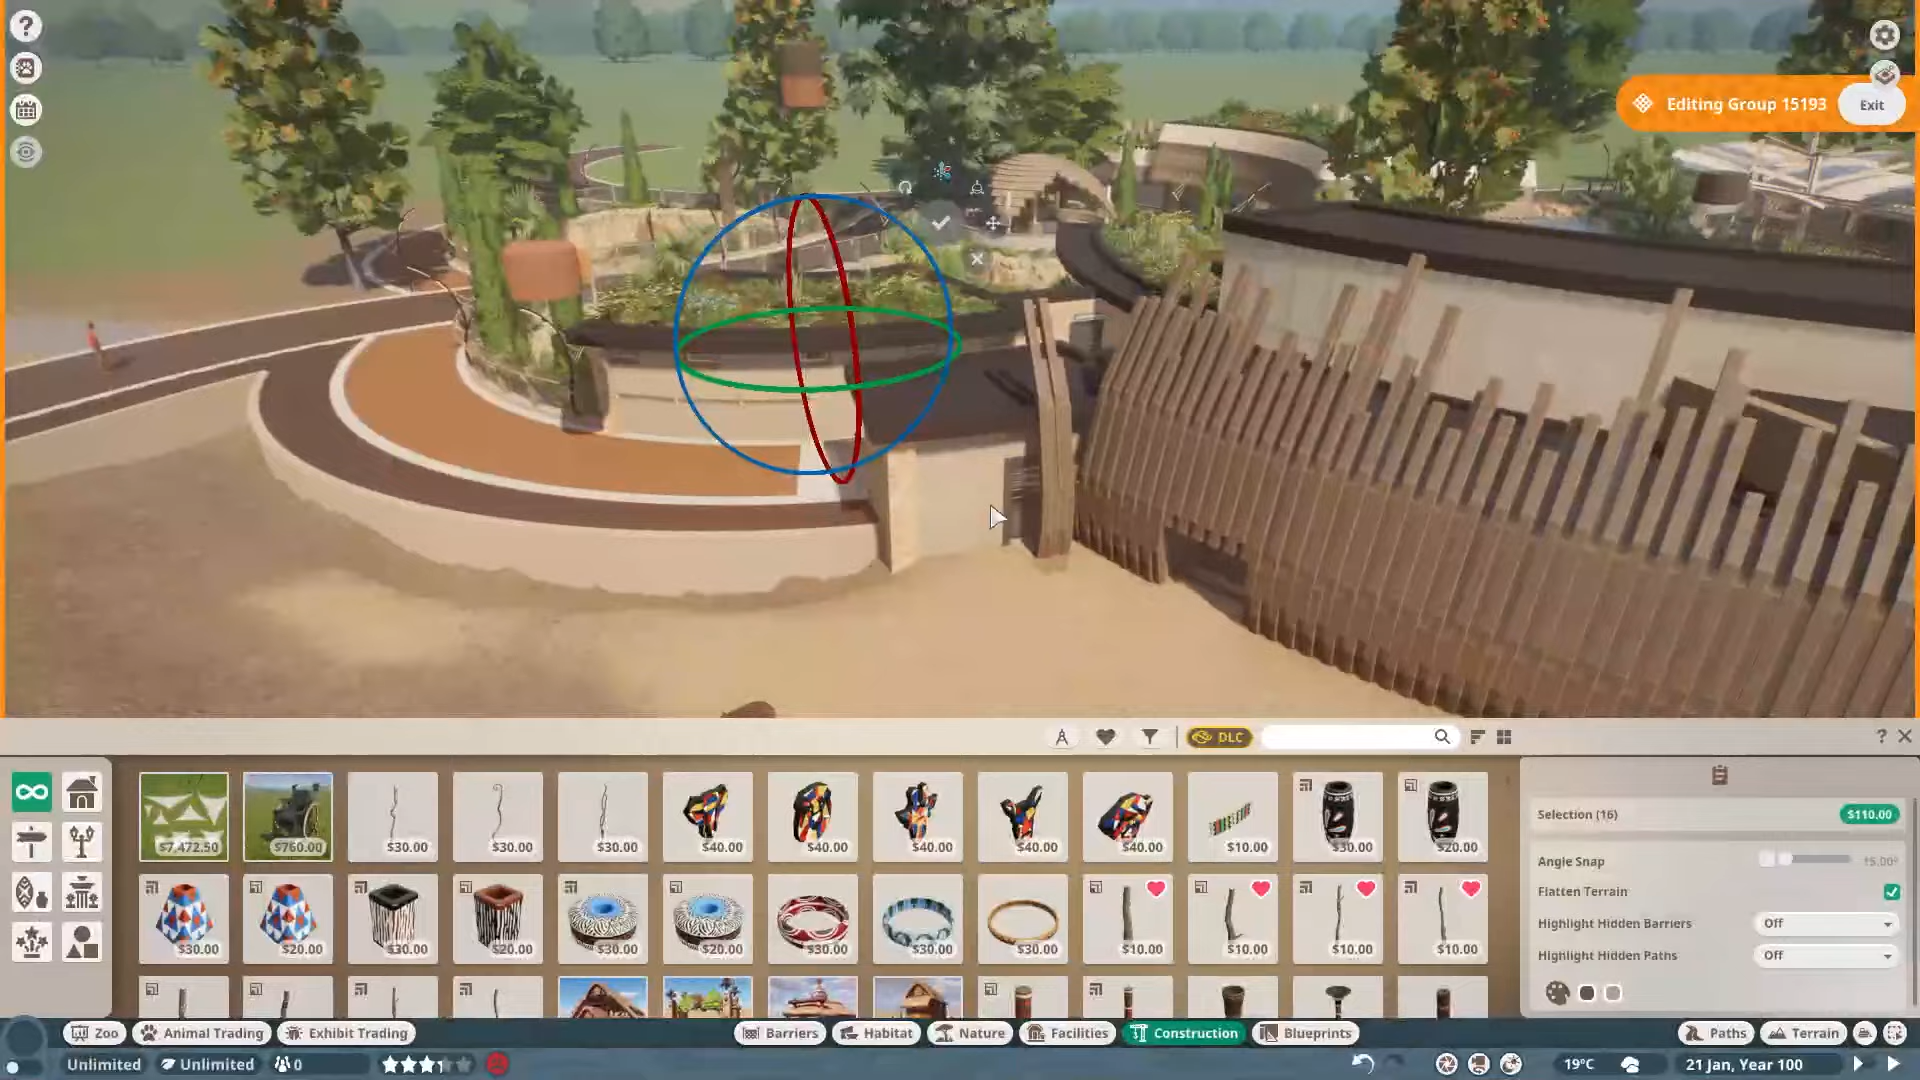 ?
Editing Group 15193
Exit
DLC
?
$7,472.50
$760.00
$30.00
$30.00
$30.00
$40.00
$40.00
$40.00
$40.00
$40.00
$10.00
$30.00
$20.00
$30.00
$20.00
$30.00
$20.00
$30.00
$20.00
$30.00
$30.00
$30.00
$10.00
$10.00
$10.00
$10.00
Selection (16)
$110.00
Angle Snap
15.00°
Flatten Terrain
Highlight Hidden Barriers
Off
Highlight Hidden Paths
Off
Zoo
Animal Trading
Exhibit Trading
Barriers
Habitat
Nature
Facilities
Construction
Blueprints
Paths
Terrain
Unlimited
Unlimited
0
19°C
21 Jan, Year 100